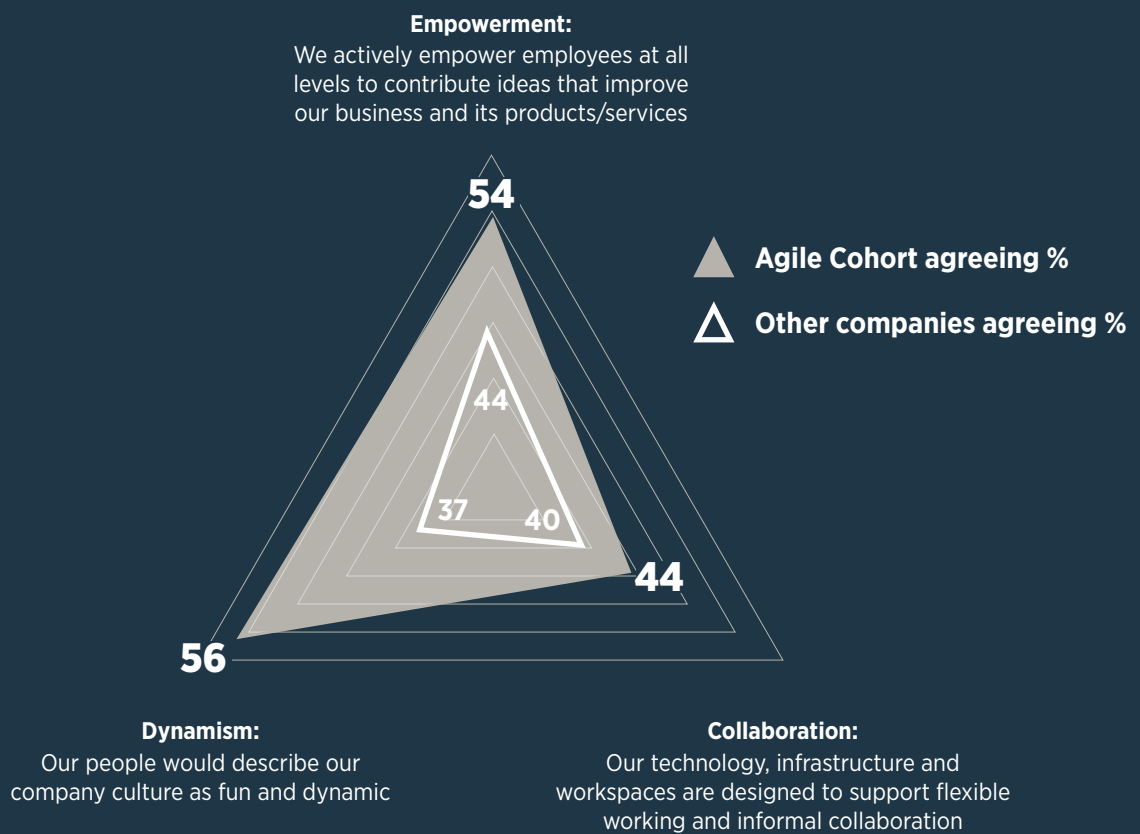 Empowerment:
We actively empower employees at all
levels to contribute ideas that improve
our business and its products/services
54
Agile Cohort agreeing %
Other companies agreeing %
44
37
40
44
56
Dynamism:
Our people would describe our
company culture as fun and dynamic
Collaboration:
Our technology, infrastructure and
workspaces are designed to support flexible
working and informal collaboration